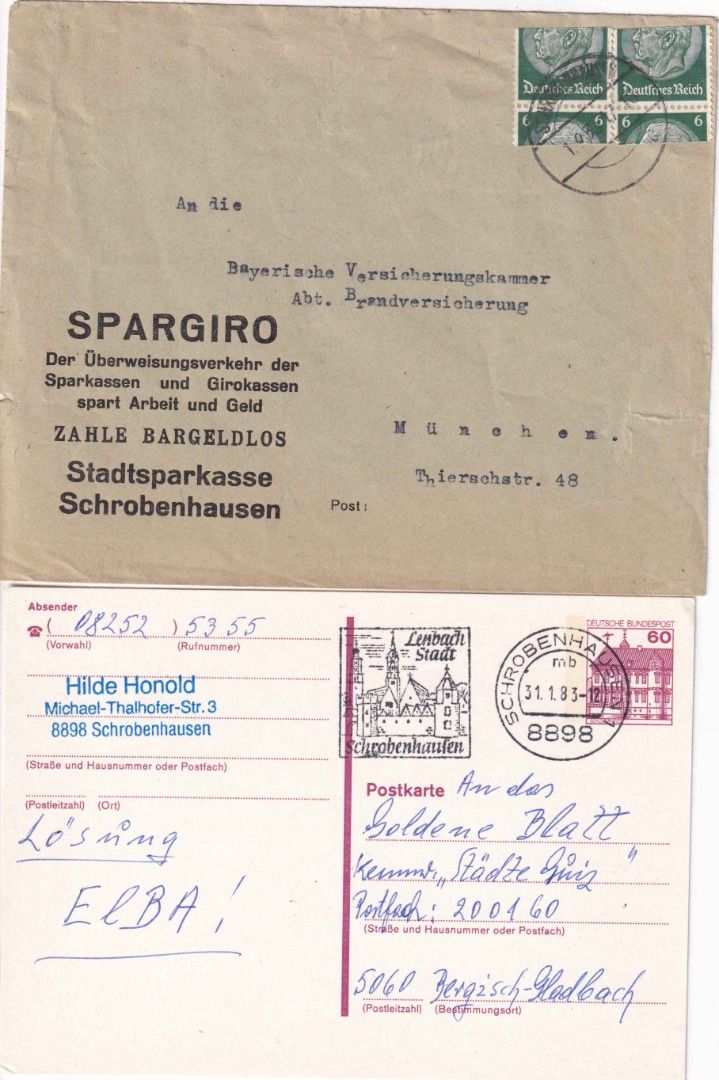 Deutsches Reich
Deutsches Reich
6 6
6 6
An die
Bayerische Versicherungskammer
Abt. Brandversicherung
SPARGIRO
Der Überweisungsverkehr der
Sparkassen und Girokassen
spart Arbeit und Geld
ZAHLE BARGELDLOS
Stadtsparkasse
Schrobenhausen
M ü n c h e n .
Thierschstr. 48
Post:
Absender
( 08252 ) 5355
(Vorwahl) (Rufnummer)
Hilde Honold
Michael-Thalhofer-Str. 3
8898 Schrobenhausen
(Straße und Hausnummer oder Postfach)
(Postleitzahl) (Ort)
Lösung
ElBA!
Lenbach
Stadt
Schrobenhausen
SCHROBENHAUSEN 1
mb
31.1.83-12
8898
DEUTSCHE BUNDESPOST
60
Postkarte An das
Goldene Blatt
"Städte Quiz"
Postfach: 200160
(Straße und Hausnummer oder Postfach)
5060 Bergisch-Gladbach
(Postleitzahl) (Bestimmungsort)